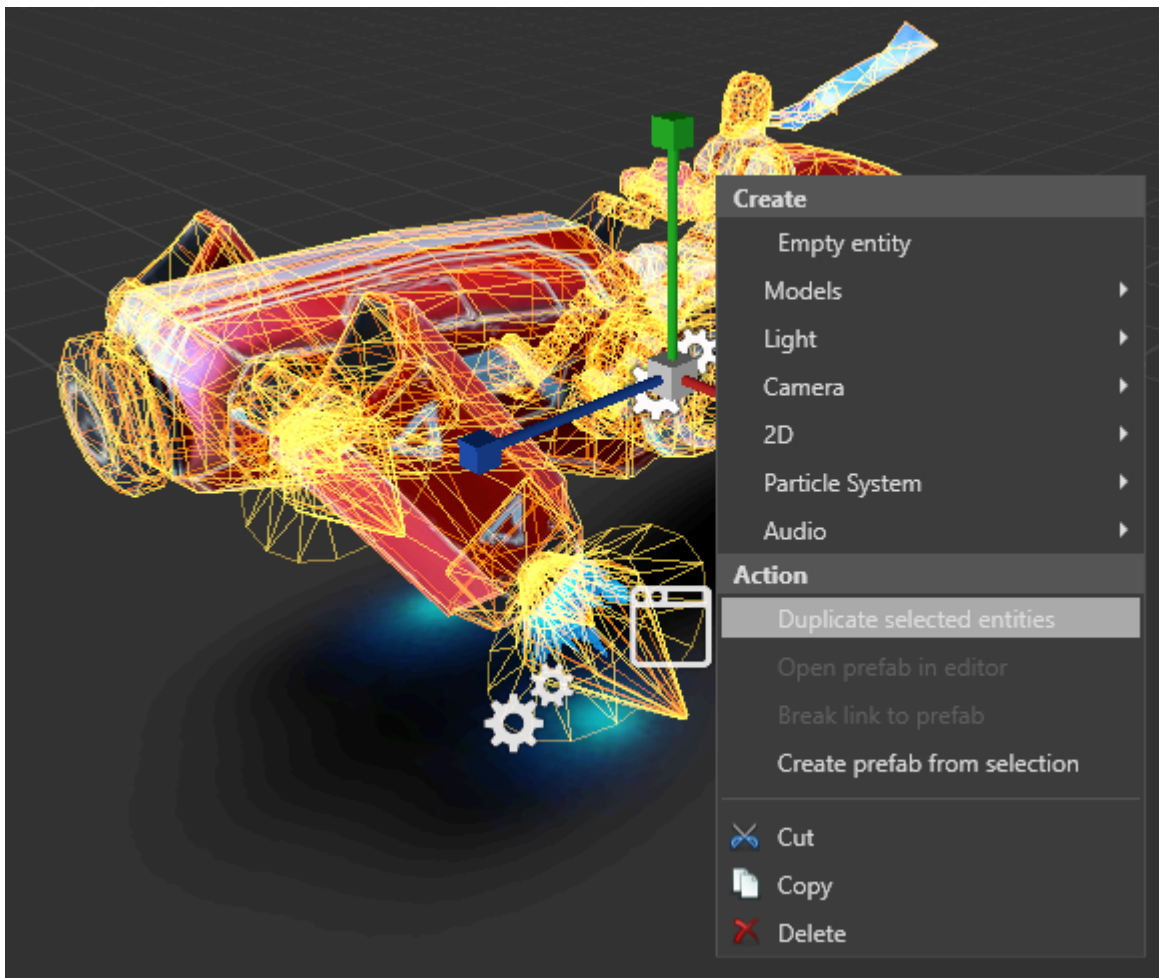 Create
Empty entity
Models
Light
Camera
2D
Particle System
Audio
Action
Duplicate selected entities
Open prefab in editor
Break link to prefab
Create prefab from selection
Cut
Copy
Delete